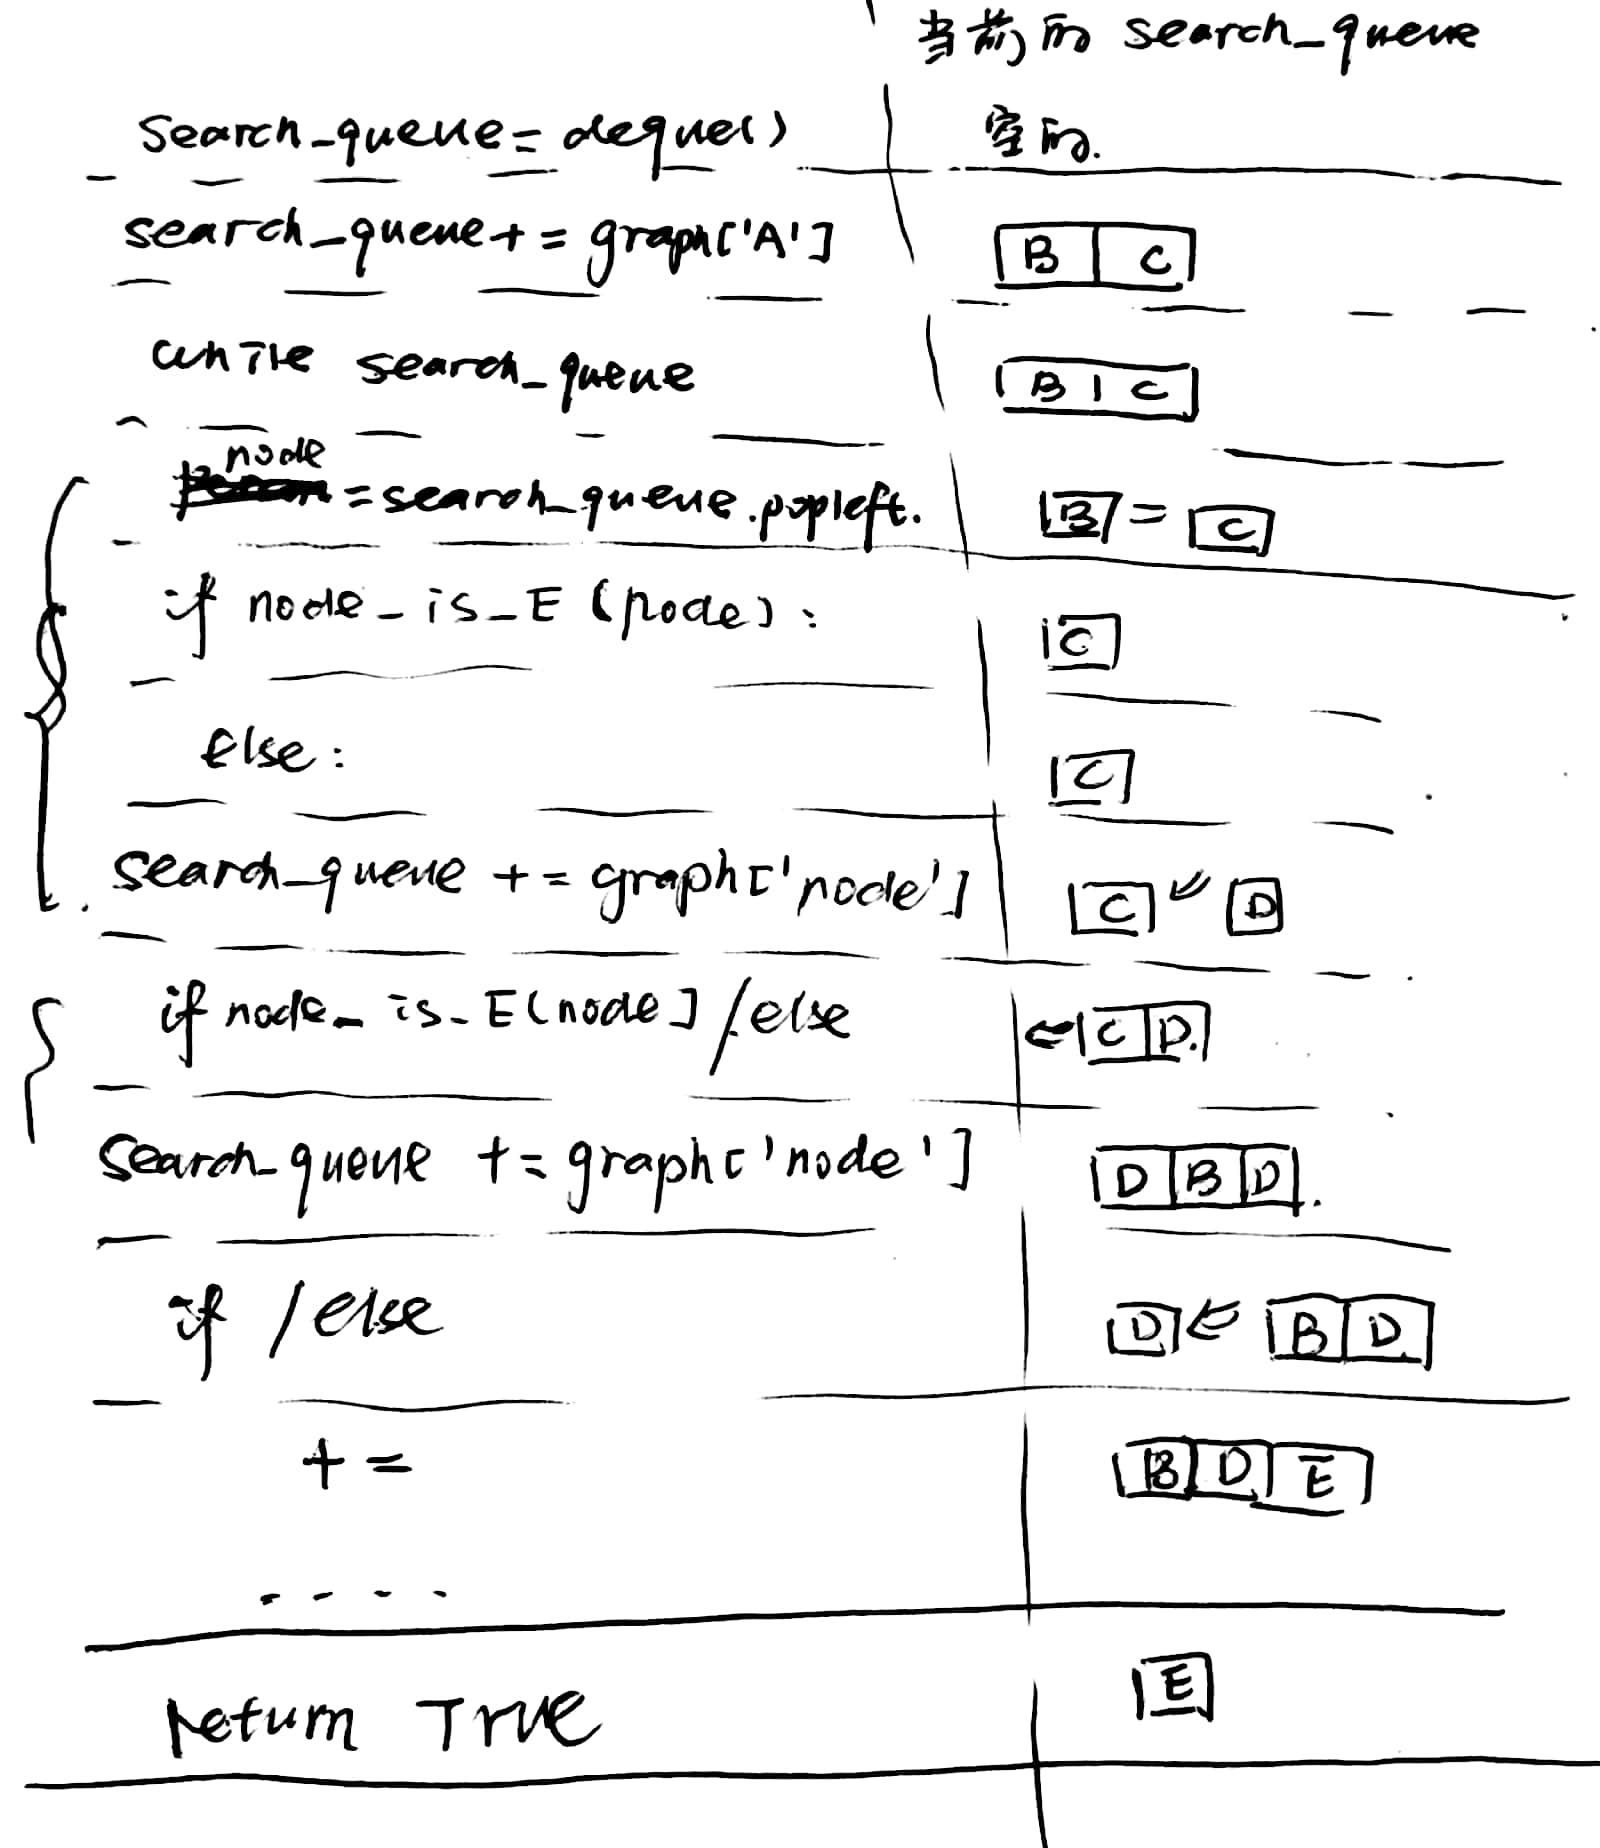 当前的 search_queue
search_queue = deque() 空的.
search_queue += graph['A'] B C
while search_queue B | C
node
= search_queue.popleft. B = C
if node_is_E (node): C
else: C
search_queue += graph['node'] C D
if node_is_E(node] / else ← C D.
search_queue += graph['node'] D B D.
if / else D ← B D
+= B D E
....
return True E